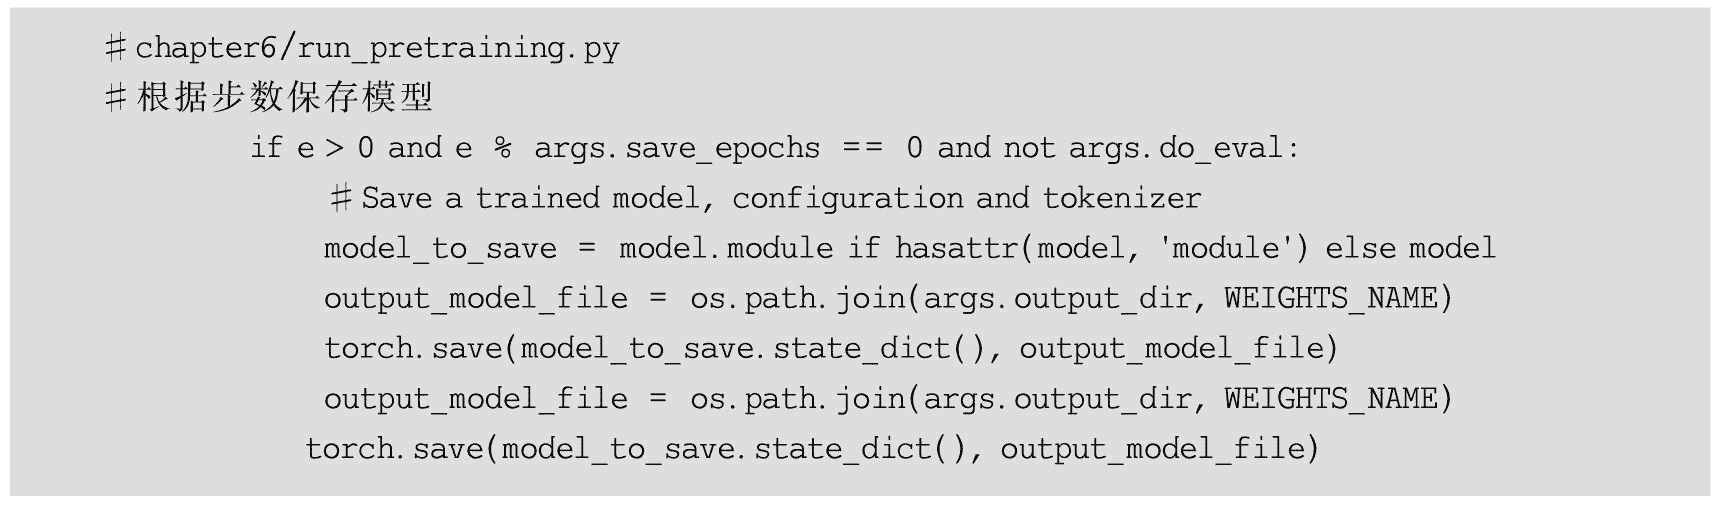 #chapter6/run_pretraining.py
#根据步数保存模型
if e > 0 and e % args.save_epochs == 0 and not args.do_eval:
#Save a trained model, configuration and tokenizer
model_to_save = model.module if hasattr(model, 'module') else model
output_model_file = os.path.join(args.output_dir, WEIGHTS_NAME)
torch.save(model_to_save.state_dict(), output_model_file)
output_model_file = os.path.join(args.output_dir, WEIGHTS_NAME)
torch.save(model_to_save.state_dict(), output_model_file)